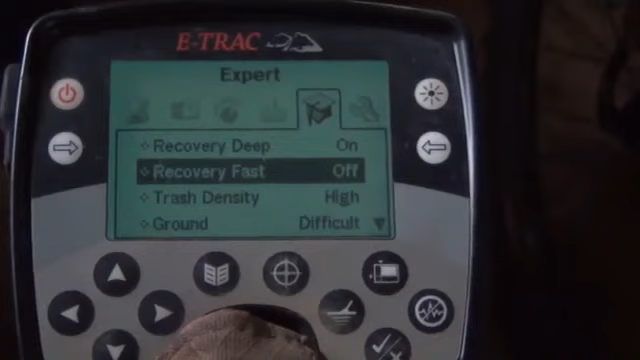 E-TRAC
Expert
Recovery Deep On
Recovery Fast Off
Trash Density High
Ground Difficult